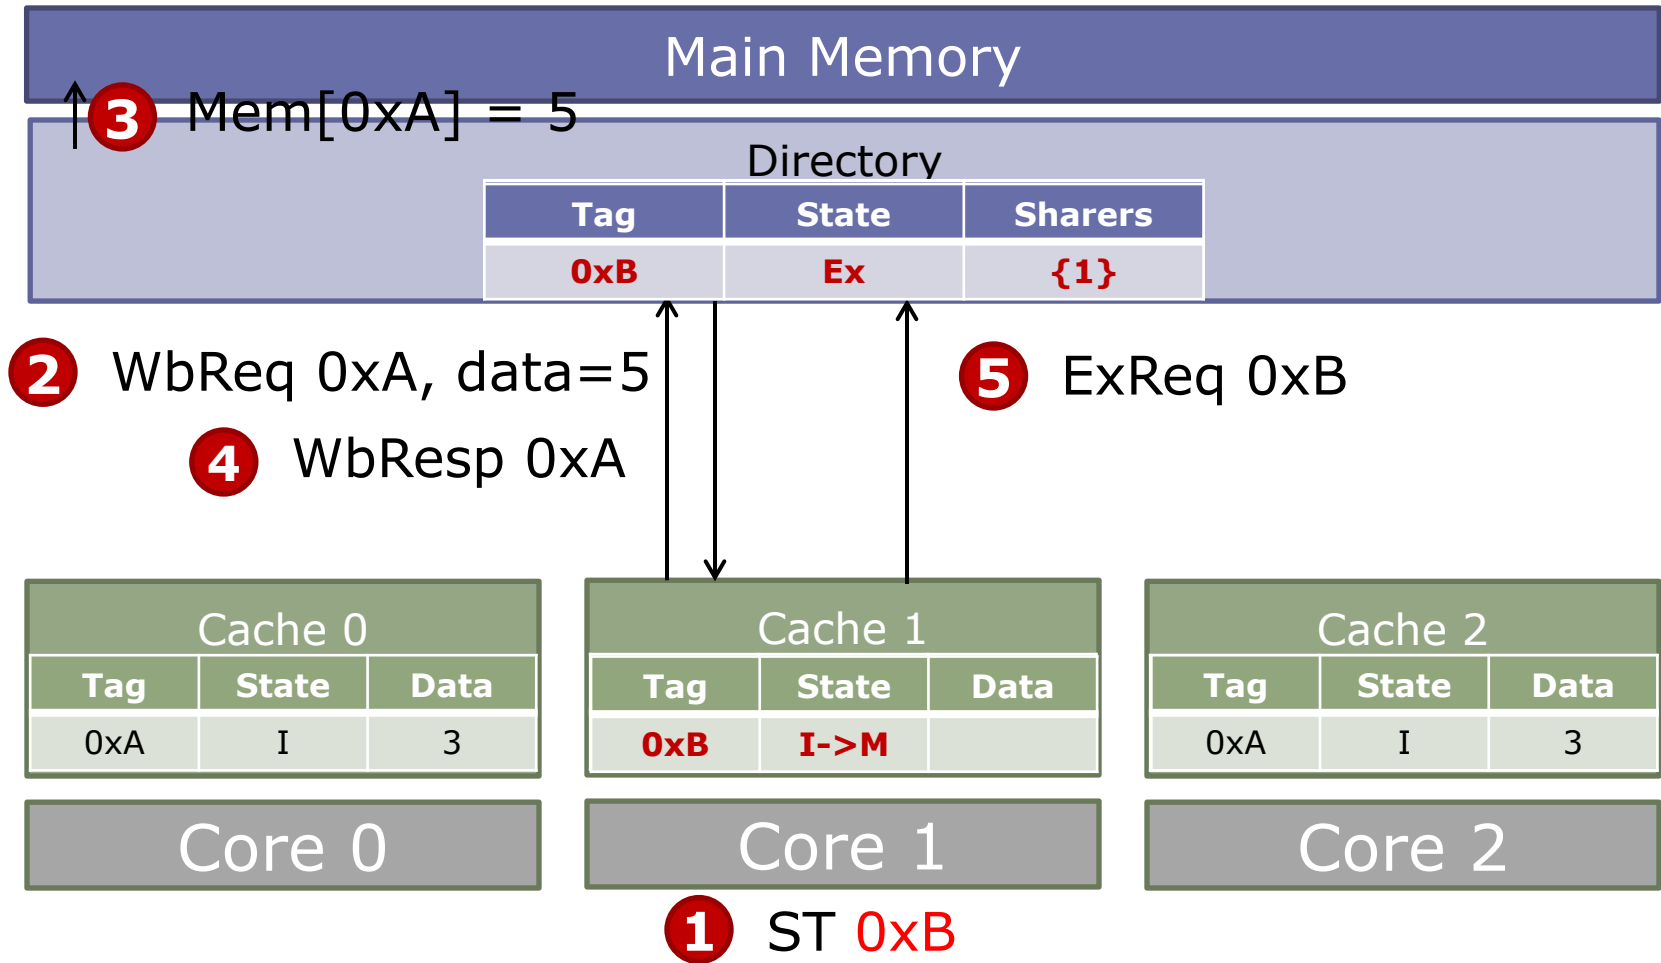 Main Memory
3 Mem[0xA] = 5
Directory
Tag State Sharers
0xB Ex {1}
2 WbReq 0xA, data=5
5 ExReq 0xB
4 WbResp 0xA
Cache 0
Tag State Data
0xA I 3
Cache 1
Tag State Data
0xB I->M
Cache 2
Tag State Data
0xA I 3
Core 0
Core 1
Core 2
1 ST 0xB